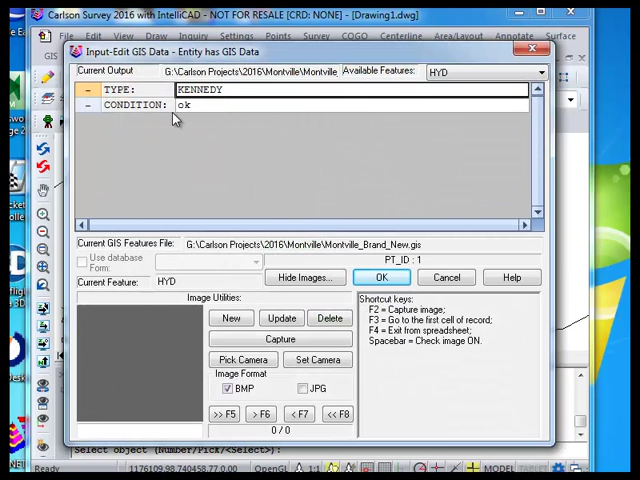 Carlson Survey 2016 with IntelliCAD - NOT FOR RESALE [CRD: NONE] - [Drawing1.dwg]
View Draw Inquiry Settings Points Survey COGO Centerline Area/Layout Annotate
GIS
Input-Edit GIS Data - Entity has GIS Data
Current Output G:\Carlson Projects\2016\Montville\Montville_ Available Features: HYD
- TYPE: KENNEDY
- CONDITION: ok
Current GIS Features File: G:\Carlson Projects\2016\Montville\Montville_Brand_New.gis
Use database Form: PT_ID : 1
Hide Images... OK Cancel Help
Current Feature: HYD
Image Utilities:
New Update Delete
Capture
Pick Camera Set Camera
Image Format
BMP JPG
>> F5 > F6 < F7 << F8
0 / 0
Shortcut keys:
F2 = Capture image;
F3 = Go to the first cell of record;
F4 = Exit from spreadsheet;
Spacebar = Check image ON.
Select object (Number/Pick/<Select>):
1176109.98,740458.77,0.00 OpenGL 1:1 MODEL TABLET